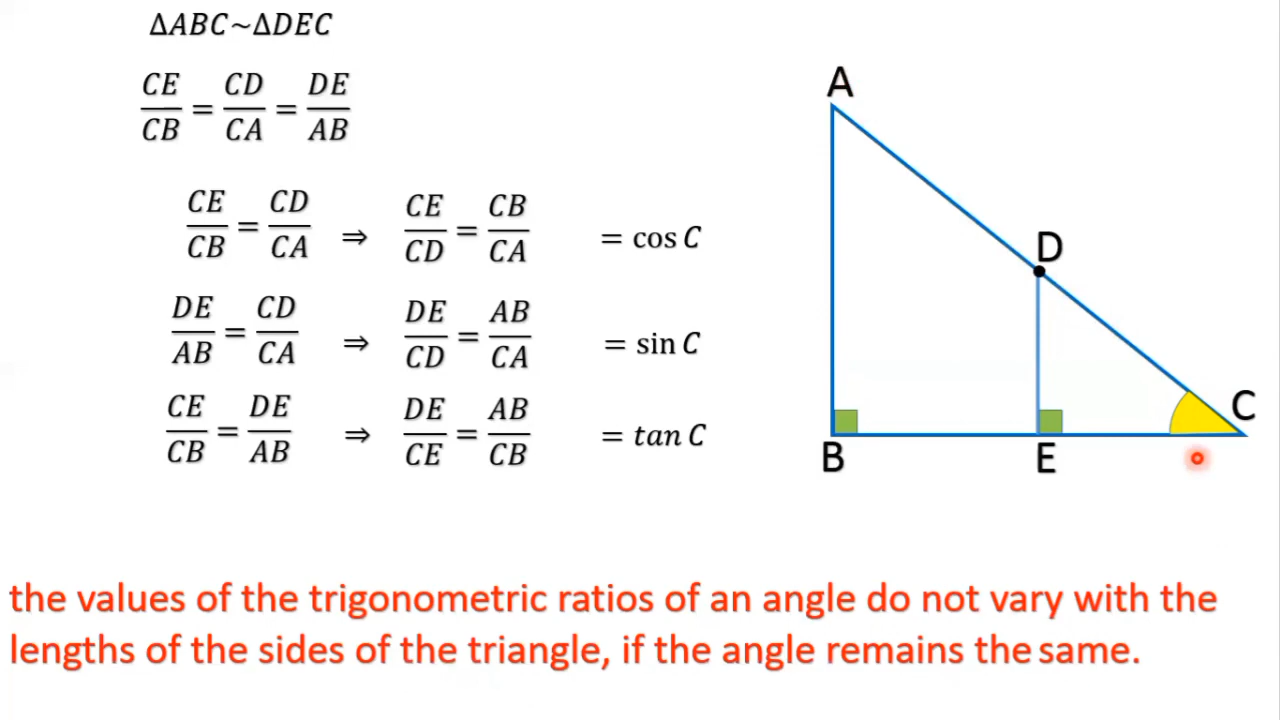 ΔABC~ΔDEC
CE/CB = CD/CA = DE/AB
CE/CB = CD/CA ⇒ CE/CD = CB/CA = cos C
DE/AB = CD/CA ⇒ DE/CD = AB/CA = sin C
CE/CB = DE/AB ⇒ DE/CE = AB/CB = tan C
A
D
C
B
E
the values of the trigonometric ratios of an angle do not vary with the
lengths of the sides of the triangle, if the angle remains the same.